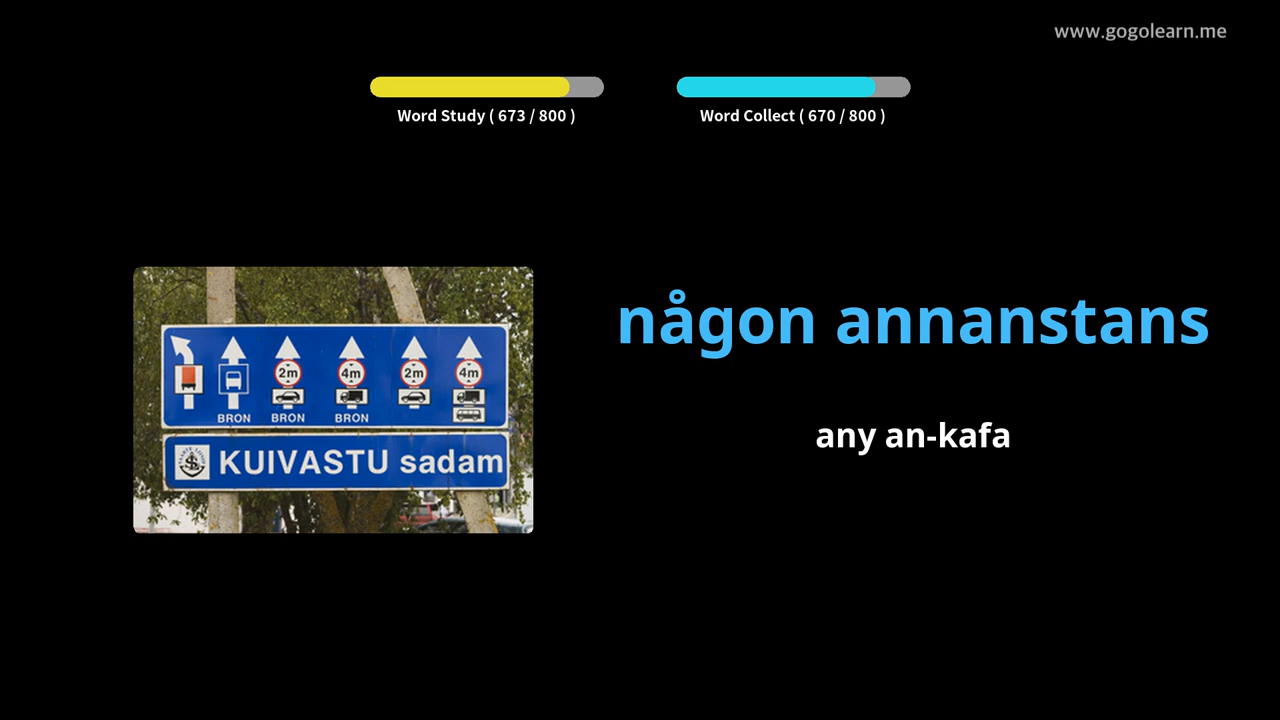 www.gogolearn.me
Word Study ( 673 / 800 )
Word Collect ( 670 / 800 )
någon annanstans
any an-kafa
2m
4m
2m
4m
BRON
BRON
BRON
KUIVASTU sadam